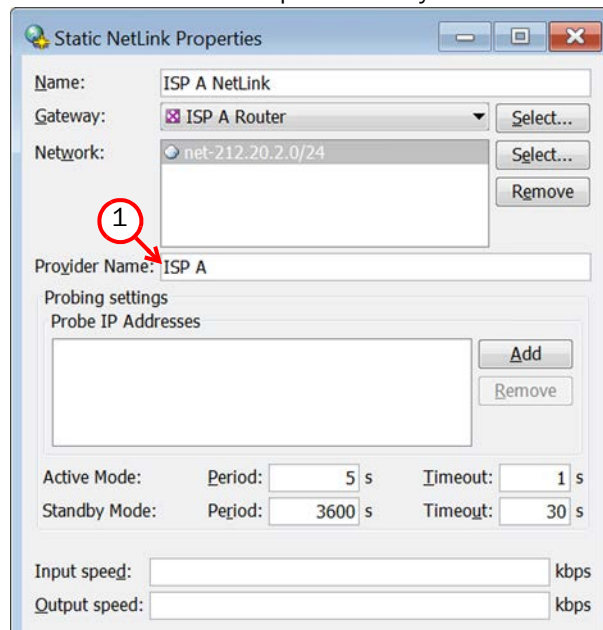 Static NetLink Properties
Name: ISP A NetLink
Gateway: ISP A Router Select...
Network: net-212.20.2.0/24 Select...
Remove
1
Provider Name: ISP A
Probing settings
Probe IP Addresses
Add
Remove
Active Mode: Period: 5 s Timeout: 1 s
Standby Mode: Period: 3600 s Timeout: 30 s
Input speed: kbps
Output speed: kbps